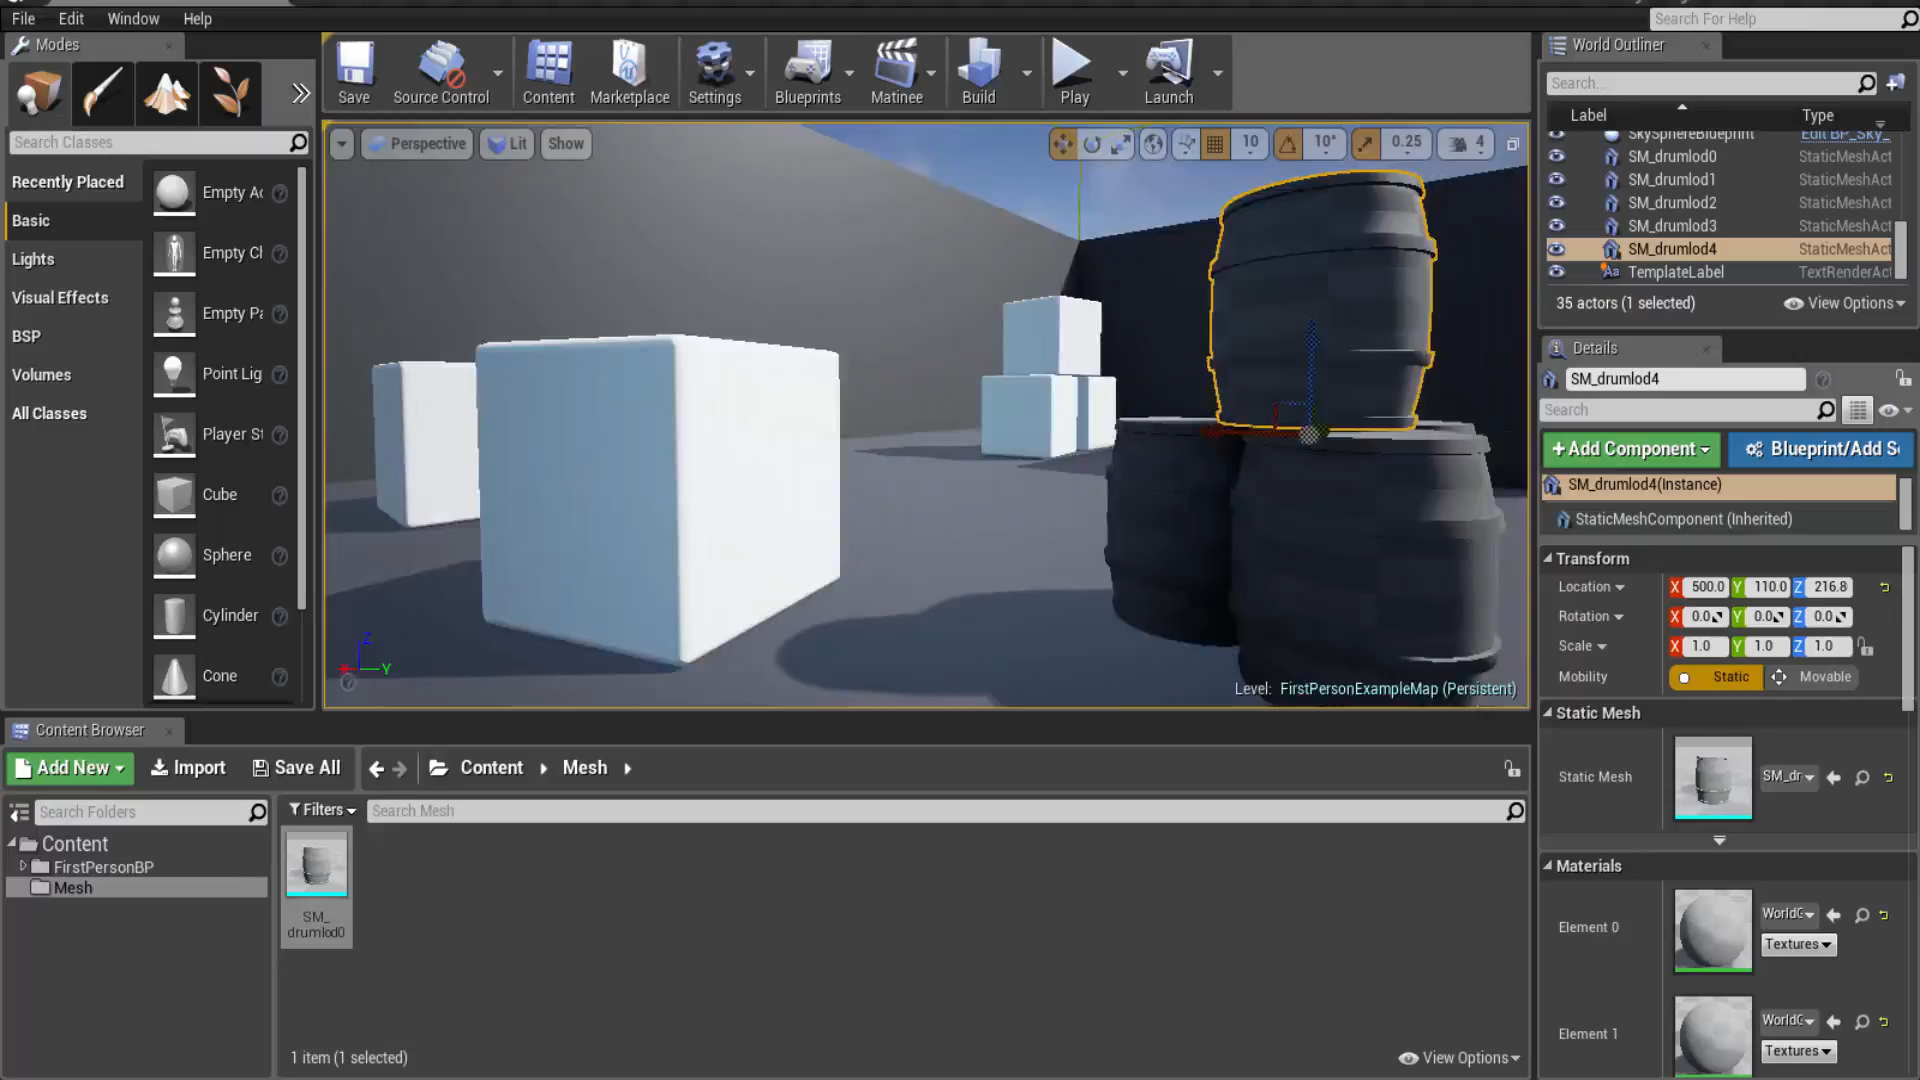 File Edit Window Help
Search For Help
Modes
Save
Source Control
Content
Marketplace
Settings
Blueprints
Matinee
Build
Play
Launch
World Outliner
Search...
Label
Type
Search Classes
Recently Placed
Basic
Lights
Visual Effects
BSP
Volumes
All Classes
Empty Ac
Empty Ch
Empty Pa
Point Lig
Player St
Cube
Sphere
Cylinder
Cone
Perspective
Lit
Show
10
10°
0.25
4
SkySphereBlueprint Edit BP_Sky_
SM_drumlod0 StaticMeshAct
SM_drumlod1 StaticMeshAct
SM_drumlod2 StaticMeshAct
SM_drumlod3 StaticMeshAct
SM_drumlod4 StaticMeshAct
TemplateLabel TextRenderAct
35 actors (1 selected)
View Options
Z
X
Y
Level: FirstPersonExampleMap (Persistent)
Details
SM_drumlod4
Search
+Add Component
Blueprint/Add Sc
SM_drumlod4(Instance)
StaticMeshComponent (Inherited)
Transform
Location X 500.0 Y 110.0 Z 216.8
Rotation X 0.0 Y 0.0 Z 0.0
Scale X 1.0 Y 1.0 Z 1.0
Mobility Static Movable
Static Mesh
Static Mesh
SM_dr
Materials
Element 0
WorldG
Textures
Element 1
WorldG
Textures
Content Browser
Add New
Import
Save All
Content
Mesh
Search Folders
Filters
Search Mesh
Content
FirstPersonBP
Mesh
SM_
drumlod0
1 item (1 selected)
View Options